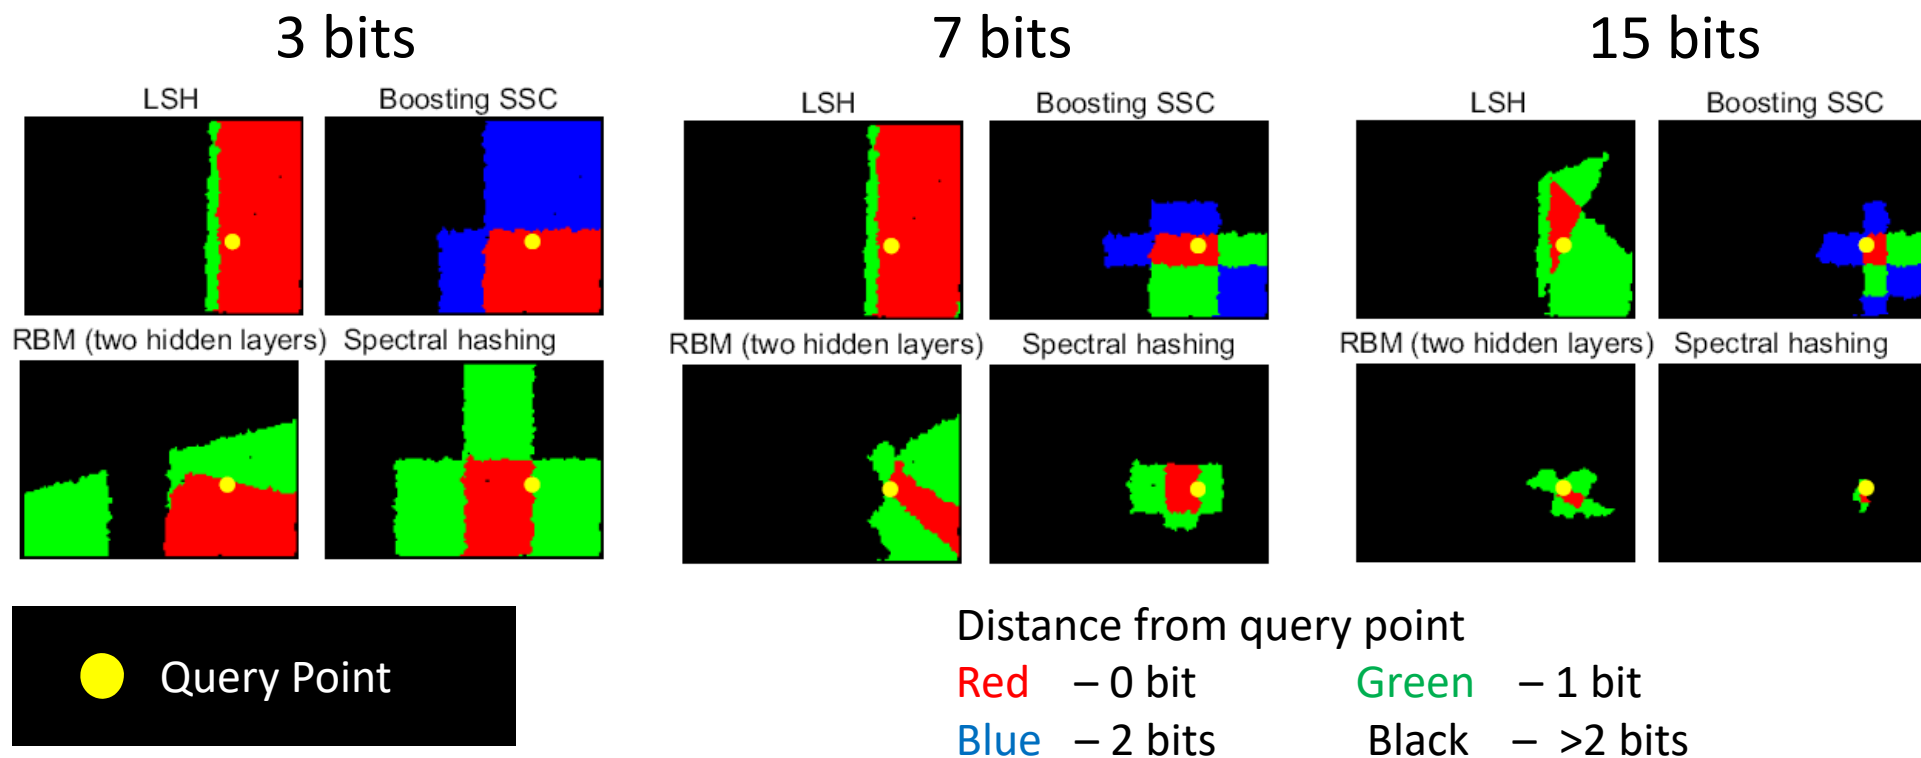 3 bits
7 bits
15 bits
LSH
Boosting SSC
LSH
Boosting SSC
LSH
Boosting SSC
RBM (two hidden layers)
Spectral hashing
RBM (two hidden layers)
Spectral hashing
RBM (two hidden layers)
Spectral hashing
Query Point
Distance from query point
Red – 0 bit
Green – 1 bit
Blue – 2 bits
Black – >2 bits